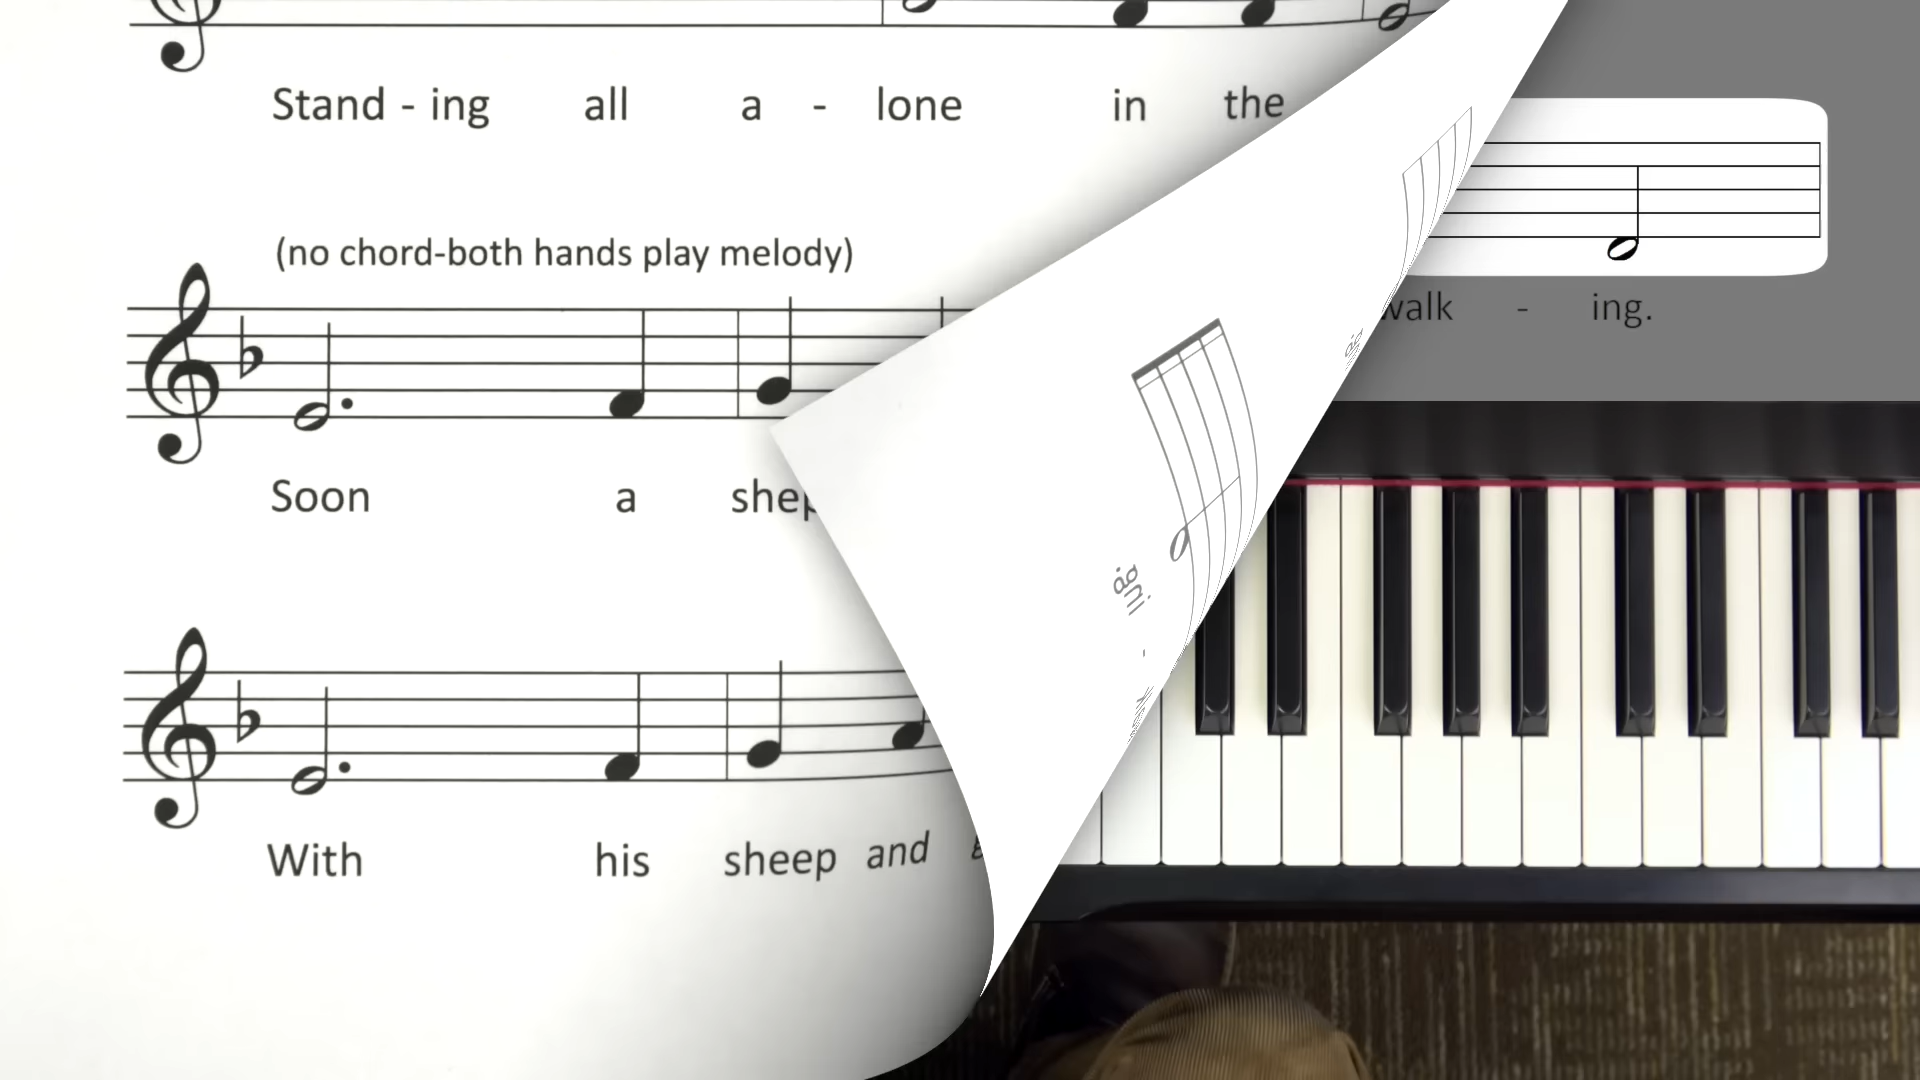 Stand - ing all a - lone in the
(no chord-both hands play melody)
Soon a shep
With his sheep and
walk - ing.
ing.